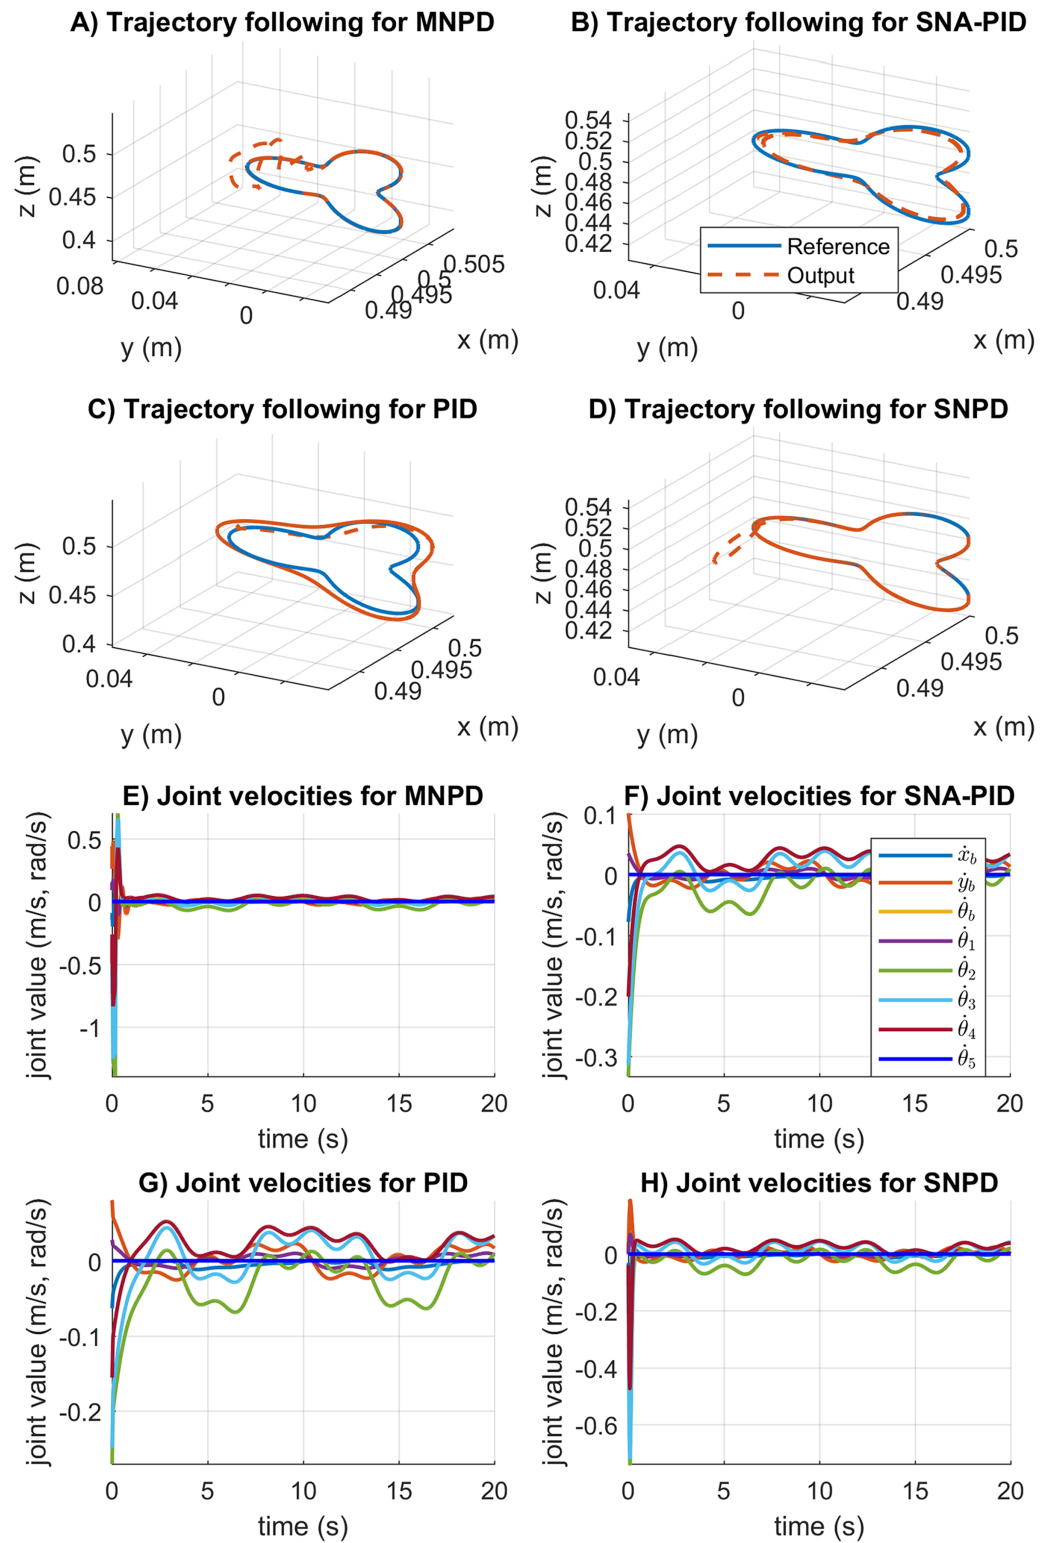 A) Trajectory following for MNPD
B) Trajectory following for SNA-PID
z (m)
0.5
0.45
0.4
0.08
0.04
0
y (m)
0.505
0.5
0.495
0.49
x (m)
z (m)
0.54
0.52
0.5
0.48
0.46
0.44
0.42
0.04
0
y (m)
Reference
Output
0.5
0.495
0.49
x (m)
C) Trajectory following for PID
D) Trajectory following for SNPD
z (m)
0.5
0.45
0.4
0.04
0
y (m)
0.5
0.495
0.49
x (m)
z (m)
0.54
0.52
0.5
0.48
0.46
0.44
0.42
0.04
0
y (m)
0.5
0.495
0.49
x (m)
E) Joint velocities for MNPD
F) Joint velocities for SNA-PID
joint value (m/s, rad/s)
0.5
0
-0.5
-1
0 5 10 15 20
time (s)
joint value (m/s, rad/s)
0.1
0
-0.1
-0.2
-0.3
ẋ_b
ẏ_b
θ̇_b
θ̇_1
θ̇_2
θ̇_3
θ̇_4
θ̇_5
0 5 10 15 20
time (s)
G) Joint velocities for PID
H) Joint velocities for SNPD
joint value (m/s, rad/s)
0
-0.1
-0.2
0 5 10 15 20
time (s)
joint value (m/s, rad/s)
0
-0.2
-0.4
-0.6
0 5 10 15 20
time (s)